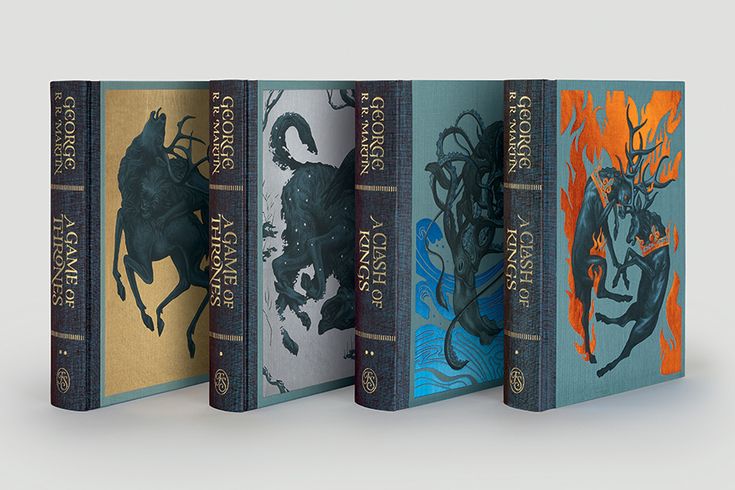 GEORGE
R. R. MARTIN
A GAME OF
THRONES
GEORGE
R. R. MARTIN
A GAME OF
THRONES
GEORGE
R. R. MARTIN
A CLASH OF
KINGS
GEORGE
R. R. MARTIN
A CLASH OF
KINGS